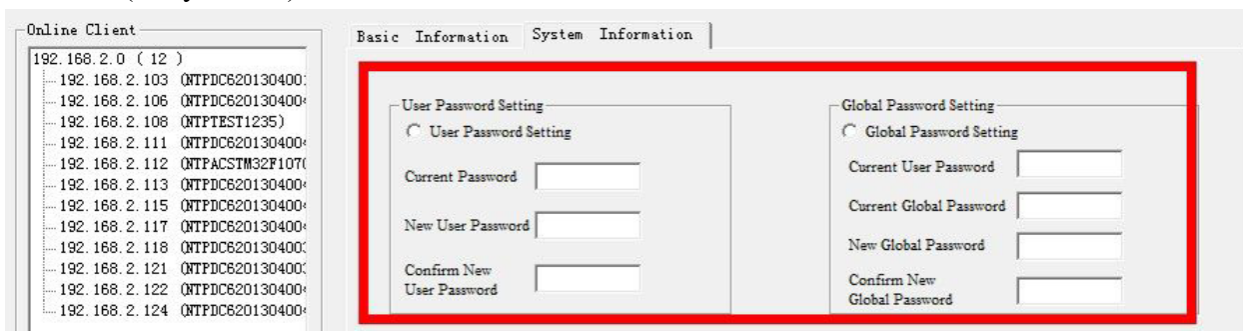 Online Client
192.168.2.0 ( 12 )
192.168.2.103 (NTPDC620130400
192.168.2.106 (NTPDC620130400
192.168.2.108 (NTPTEST1235)
192.168.2.111 (NTPDC620130400
192.168.2.112 (NTPACSTM32F107
192.168.2.113 (NTPDC620130400
192.168.2.115 (NTPDC620130400
192.168.2.117 (NTPDC620130400
192.168.2.118 (NTPDC620130400
192.168.2.121 (NTPDC620130400
192.168.2.122 (NTPDC620130400
192.168.2.124 (NTPDC620130400
Basic Information System Information
User Password Setting
User Password Setting
Current Password
New User Password
Confirm New
User Password
Global Password Setting
Global Password Setting
Current User Password
Current Global Password
New Global Password
Confirm New
Global Password